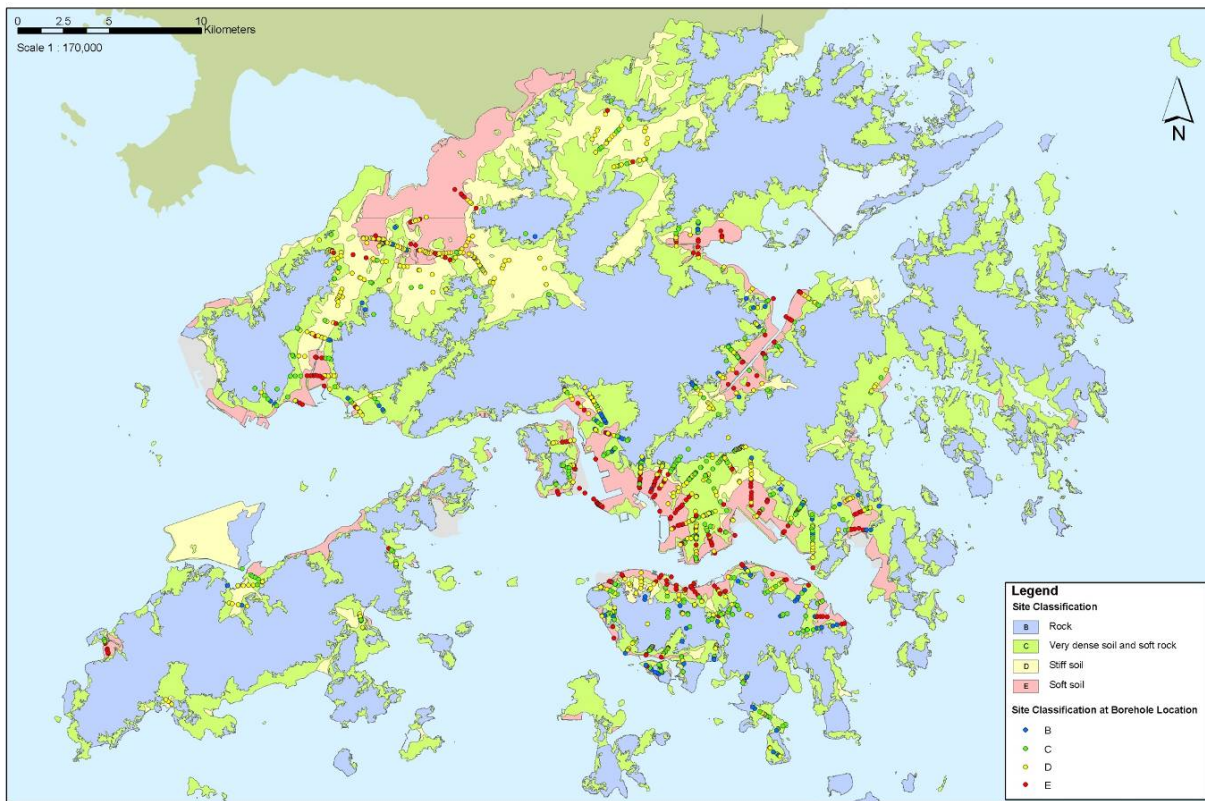 0 2.5 5 10
Kilometers
Scale 1 : 170,000
N
Legend
Site Classification
B Rock
C Very dense soil and soft rock
D Stiff soil
E Soft soil
Site Classification at Borehole Location
B
C
D
E